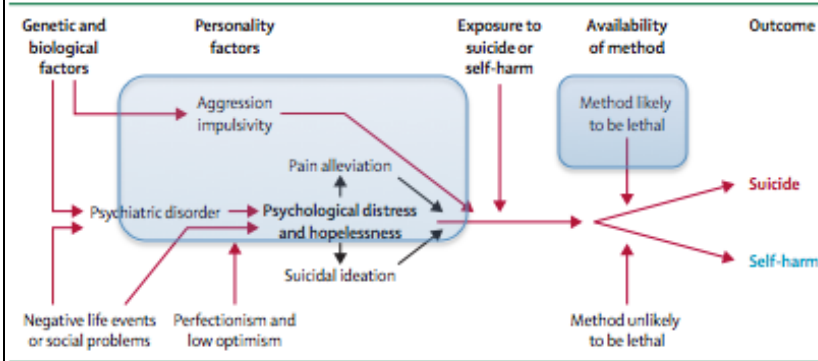 Genetic and
biological
factors
Personality
factors
Exposure to
suicide or
self-harm
Availability
of method
Outcome
Aggression
impulsivity
Method likely
to be lethal
Pain alleviation
Psychiatric disorder
Psychological distress
and hopelessness
Suicide
Suicidal ideation
Self-harm
Negative life events
or social problems
Perfectionism and
low optimism
Method unlikely
to be lethal